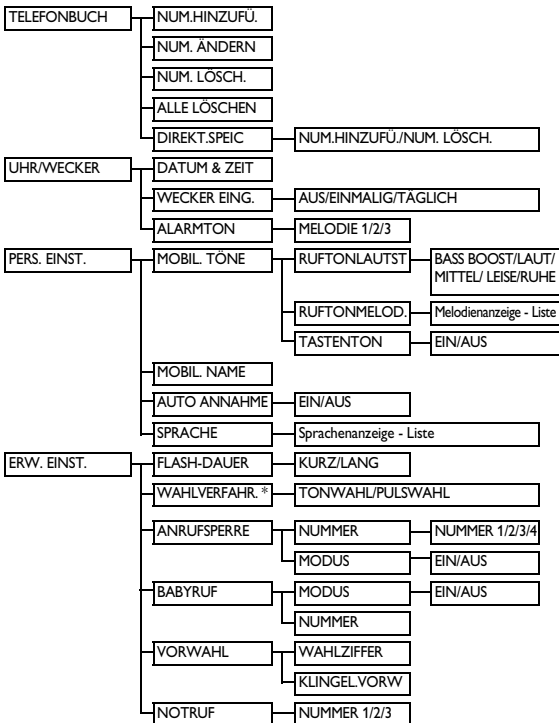 TELEFONBUCH
NUM.HINZUFÜ.
NUM. ÄNDERN
NUM. LÖSCH.
ALLE LÖSCHEN
DIREKT.SPEIC
NUM.HINZUFÜ./NUM. LÖSCH.
UHR/WECKER
DATUM & ZEIT
WECKER EING.
AUS/EINMALIG/TÄGLICH
ALARMTON
MELODIE 1/2/3
PERS. EINST.
MOBIL. TÖNE
RUFTONLAUTST
BASS BOOST/LAUT/
MITTEL/ LEISE/RUHE
RUFTONMELOD.
Melodienanzeige - Liste
TASTENTON
EIN/AUS
MOBIL. NAME
AUTO ANNAHME
EIN/AUS
SPRACHE
Sprachenanzeige - Liste
ERW. EINST.
FLASH-DAUER
KURZ/LANG
WAHLVERFAHR. *
TONWAHL/PULSWAHL
ANRUFSPERRE
NUMMER
NUMMER 1/2/3/4
MODUS
EIN/AUS
BABYRUF
MODUS
EIN/AUS
NUMMER
VORWAHL
WAHLZIFFER
KLINGEL.VORW
NOTRUF
NUMMER 1/2/3